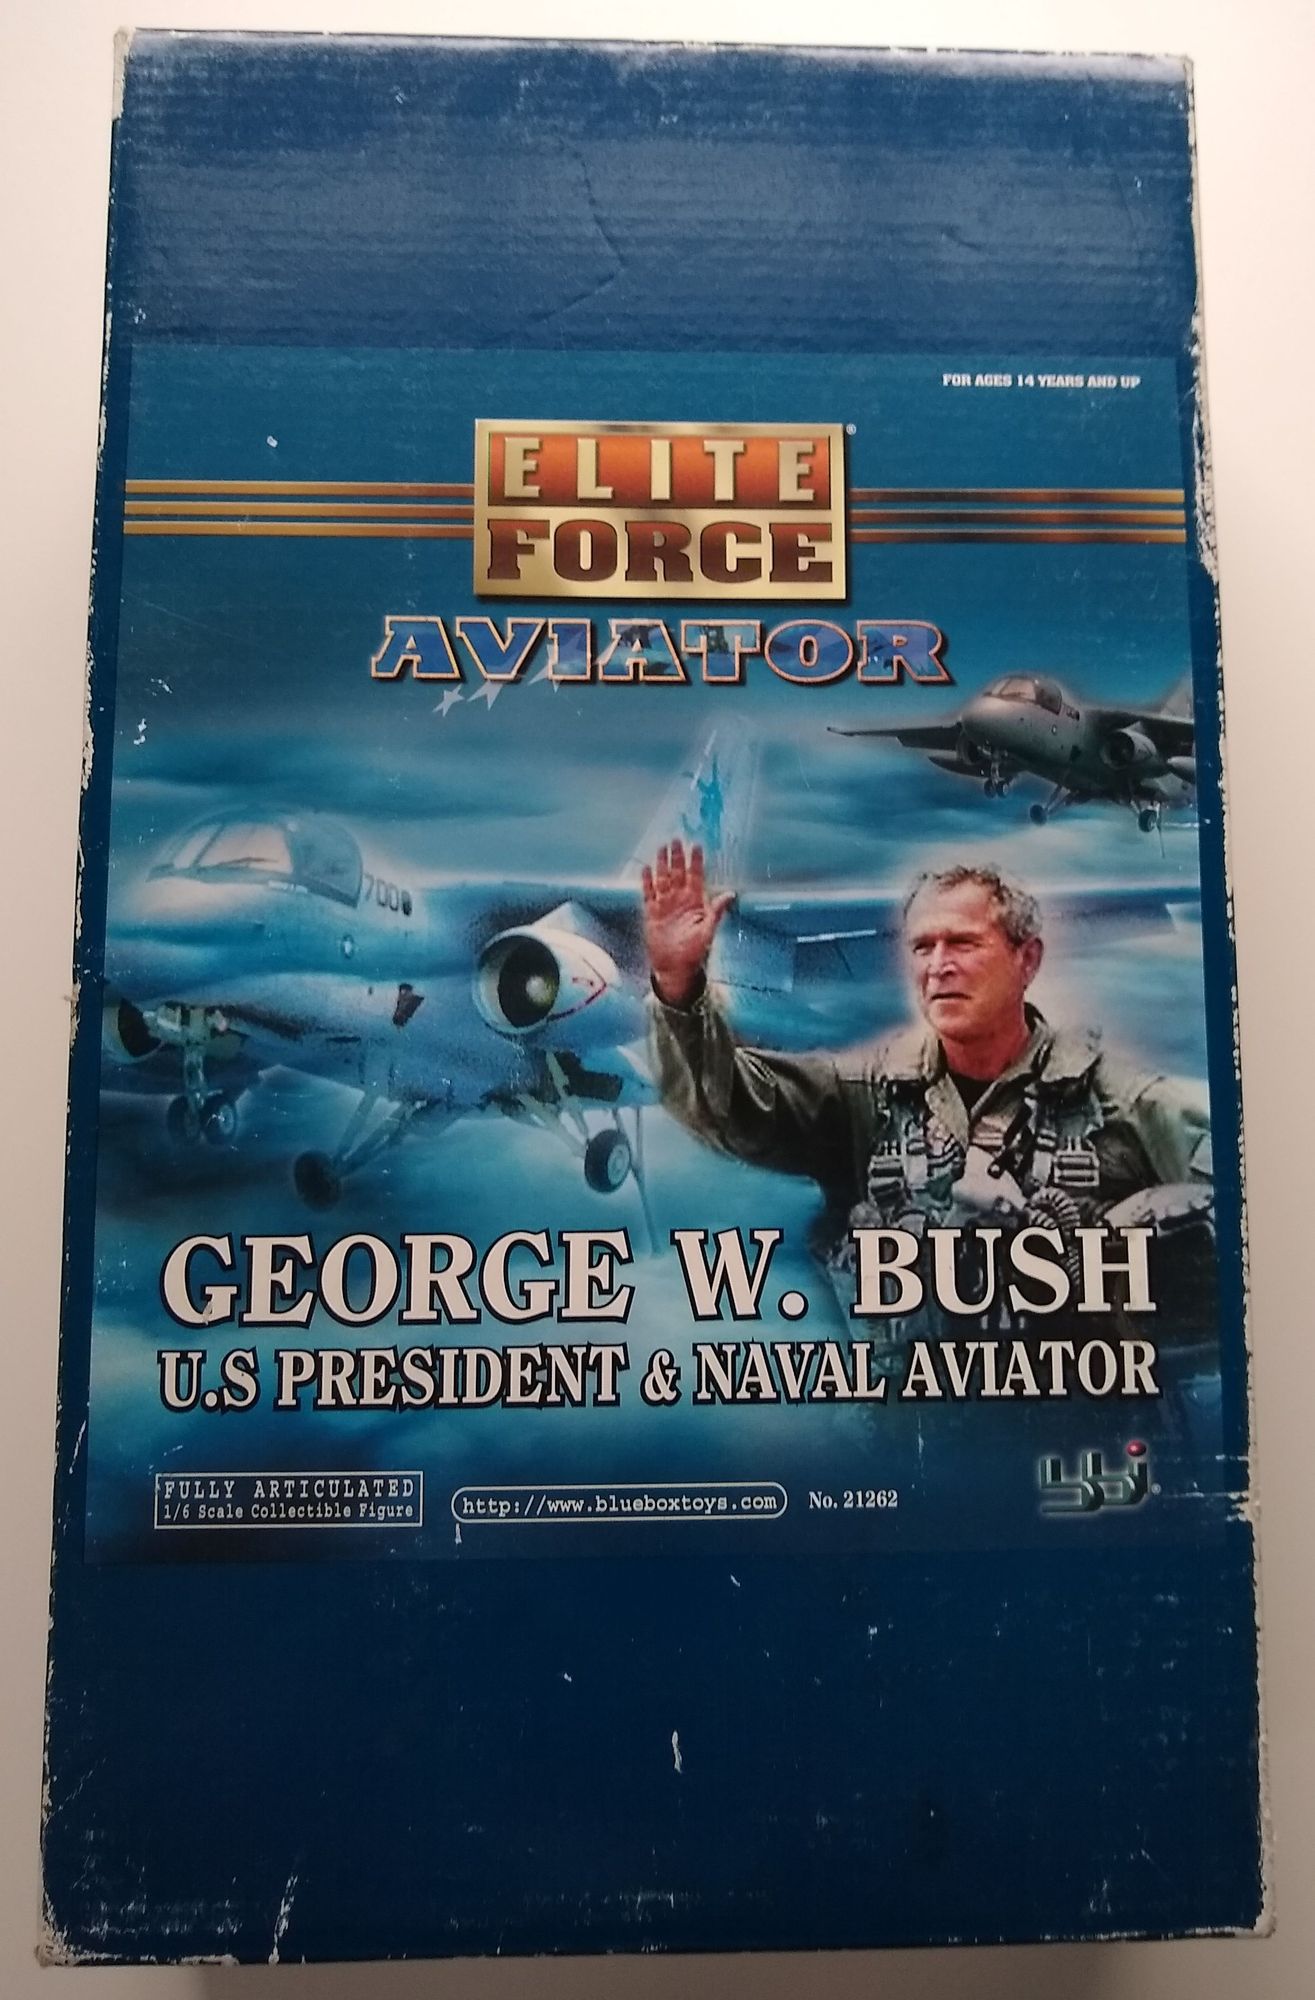 FOR AGES 14 YEARS AND UP
ELITE
FORCE
®
AVIATOR
700
700
GEORGE W. BUSH
U.S PRESIDENT & NAVAL AVIATOR
FULLY ARTICULATED
1/6 Scale Collectible Figure
http://www.blueboxtoys.com
No. 21262
bbi